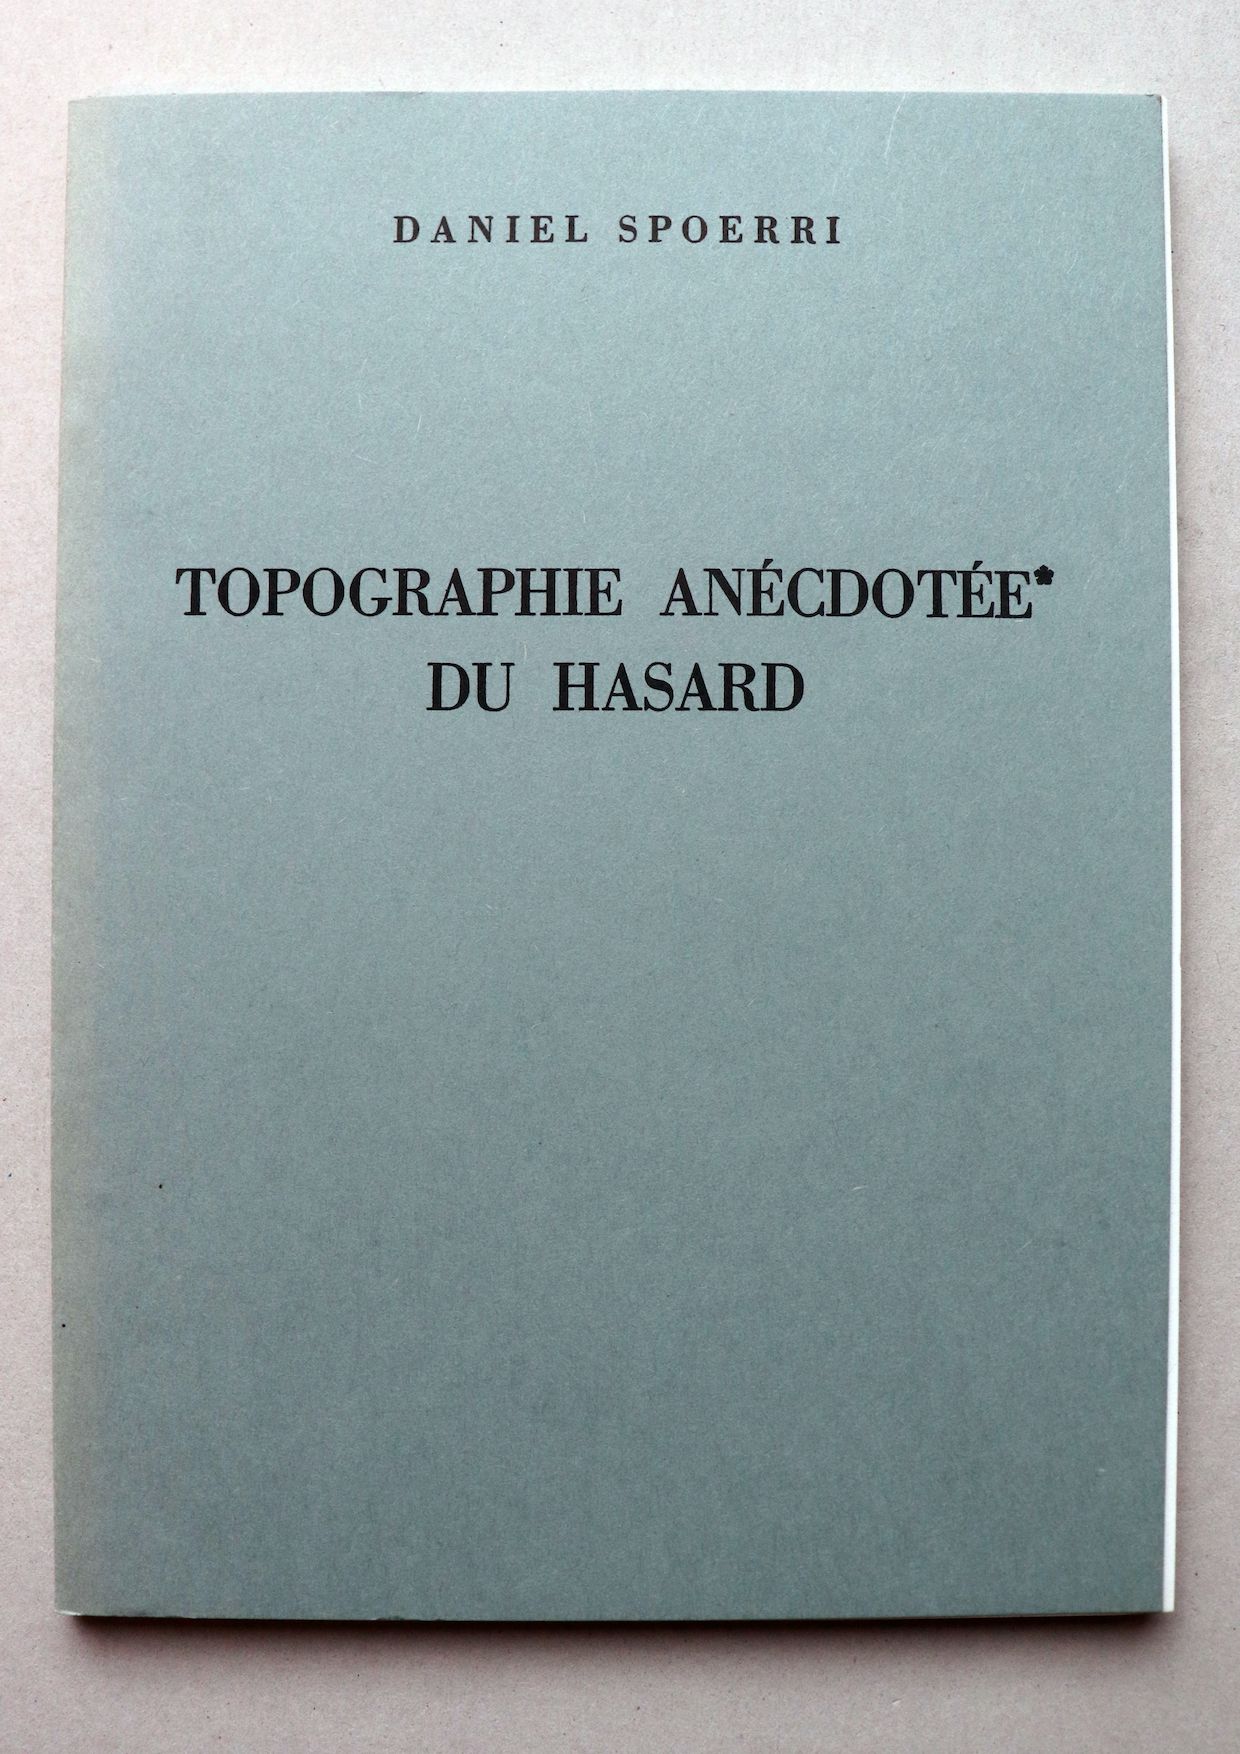 DANIEL SPOERRI
TOPOGRAPHIE ANÉCDOTÉE*
DU HASARD